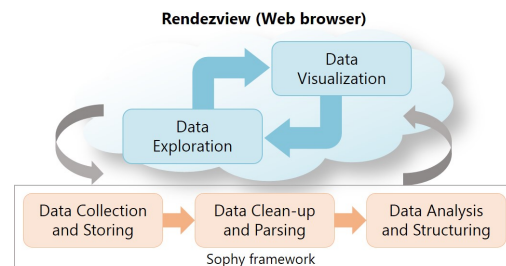 Rendezview (Web browser)
Data
Visualization
Data
Exploration
Data Collection
and Storing
Data Clean-up
and Parsing
Data Analysis
and Structuring
Sophy framework